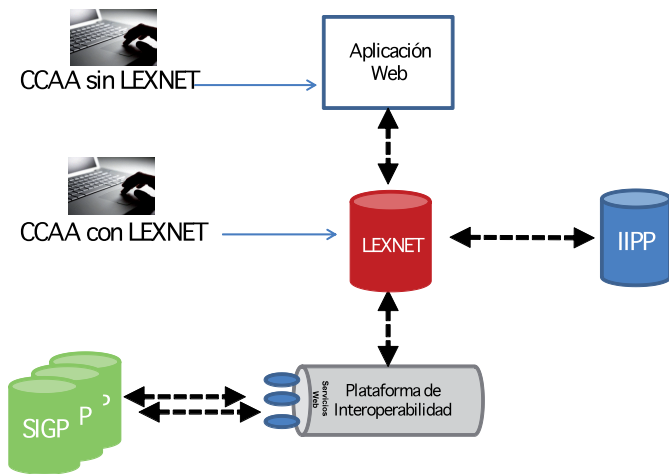 CCAA sin LEXNET
Aplicación
Web
CCAA con LEXNET
LEXNET
IIPP
Servicios
Web
Plataforma de
Interoperabilidad
SIGP
P
P